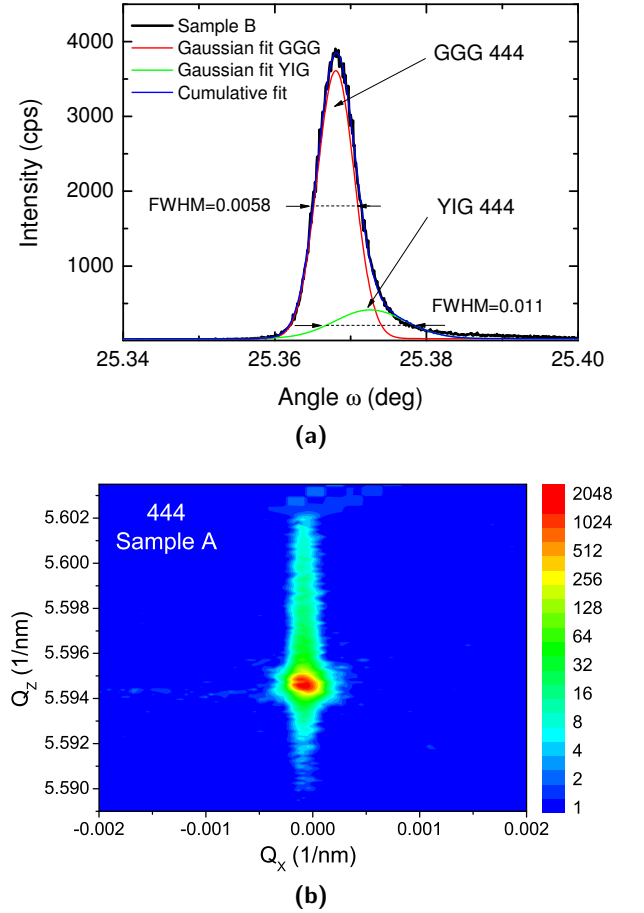 Sample B
Gaussian fit GGG
Gaussian fit YIG
Cumulative fit
GGG 444
YIG 444
FWHM=0.0058
FWHM=0.011
4000
3000
2000
1000
0
Intensity (cps)
25.34 25.36 25.38 25.40
Angle ω (deg)
(a)
444
Sample A
5.602
5.600
5.598
5.596
5.594
5.592
5.590
Q_Z (1/nm)
-0.002 -0.001 0.000 0.001 0.002
Q_X (1/nm)
2048
1024
512
256
128
64
32
16
8
4
2
1
(b)